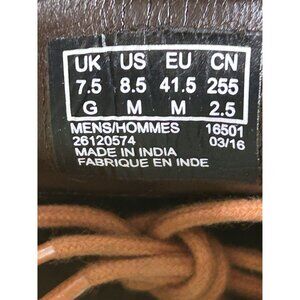 UK US EU CN
7.5 8.5 41.5 255
G M M 2.5
MENS/HOMMES 16501
26120574 03/16
MADE IN INDIA
FABRIQUE EN INDE